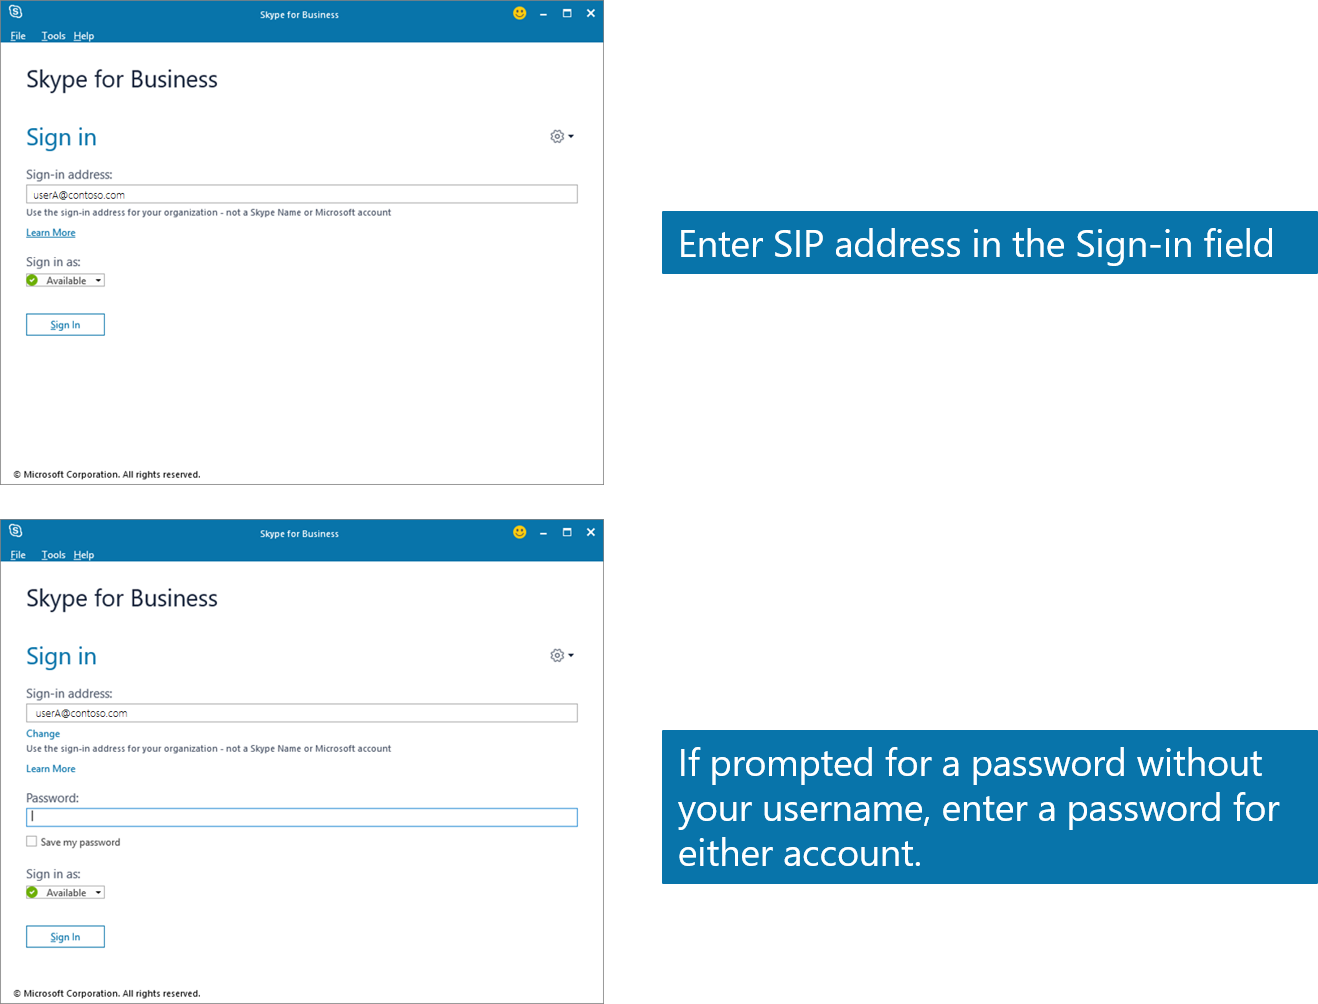 Skype for Business
File Tools Help
Skype for Business
Sign in
Sign-in address:
userA@contoso.com
Use the sign-in address for your organization - not a Skype Name or Microsoft account
Learn More
Sign in as:
Available
Sign In
© Microsoft Corporation. All rights reserved.
Enter SIP address in the Sign-in field
Skype for Business
File Tools Help
Skype for Business
Sign in
Sign-in address:
userA@contoso.com
Change
Use the sign-in address for your organization - not a Skype Name or Microsoft account
Learn More
Password:
Save my password
Sign in as:
Available
Sign In
© Microsoft Corporation. All rights reserved.
If prompted for a password without
your username, enter a password for
either account.